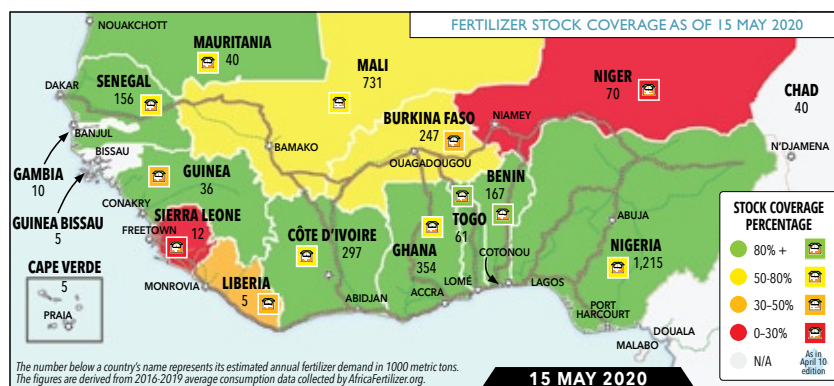 FERTILIZER STOCK COVERAGE AS OF 15 MAY 2020
NOUAKCHOTT
MAURITANIA
40
MALI
731
NIGER
70
CHAD
40
DAKAR
SENEGAL
156
BURKINA FASO
247
NIAMEY
BANJUL
BISSAU
BAMAKO
OUAGADOUGOU
N'DJAMENA
GAMBIA
10
GUINEA
36
BENIN
167
GUINEA BISSAU
5
CONAKRY
SIERRA LEONE
12
FREETOWN
CÔTE D'IVOIRE
297
GHANA
354
TOGO
61
ABUJA
NIGERIA
1,215
COTONOU
CAPE VERDE
5
PRAIA
MONROVIA
LIBERIA
5
ABIDJAN
ACCRA
LOMÉ
LAGOS
PORT
HARCOURT
DOUALA
MALABO
STOCK COVERAGE
PERCENTAGE
80% +
50-80%
30–50%
0–30%
N/A
As in
April 10
edition
The number below a country's name represents its estimated annual fertilizer demand in 1000 metric tons.
The figures are derived from 2016-2019 average consumption data collected by AfricaFertilizer.org.
15 MAY 2020